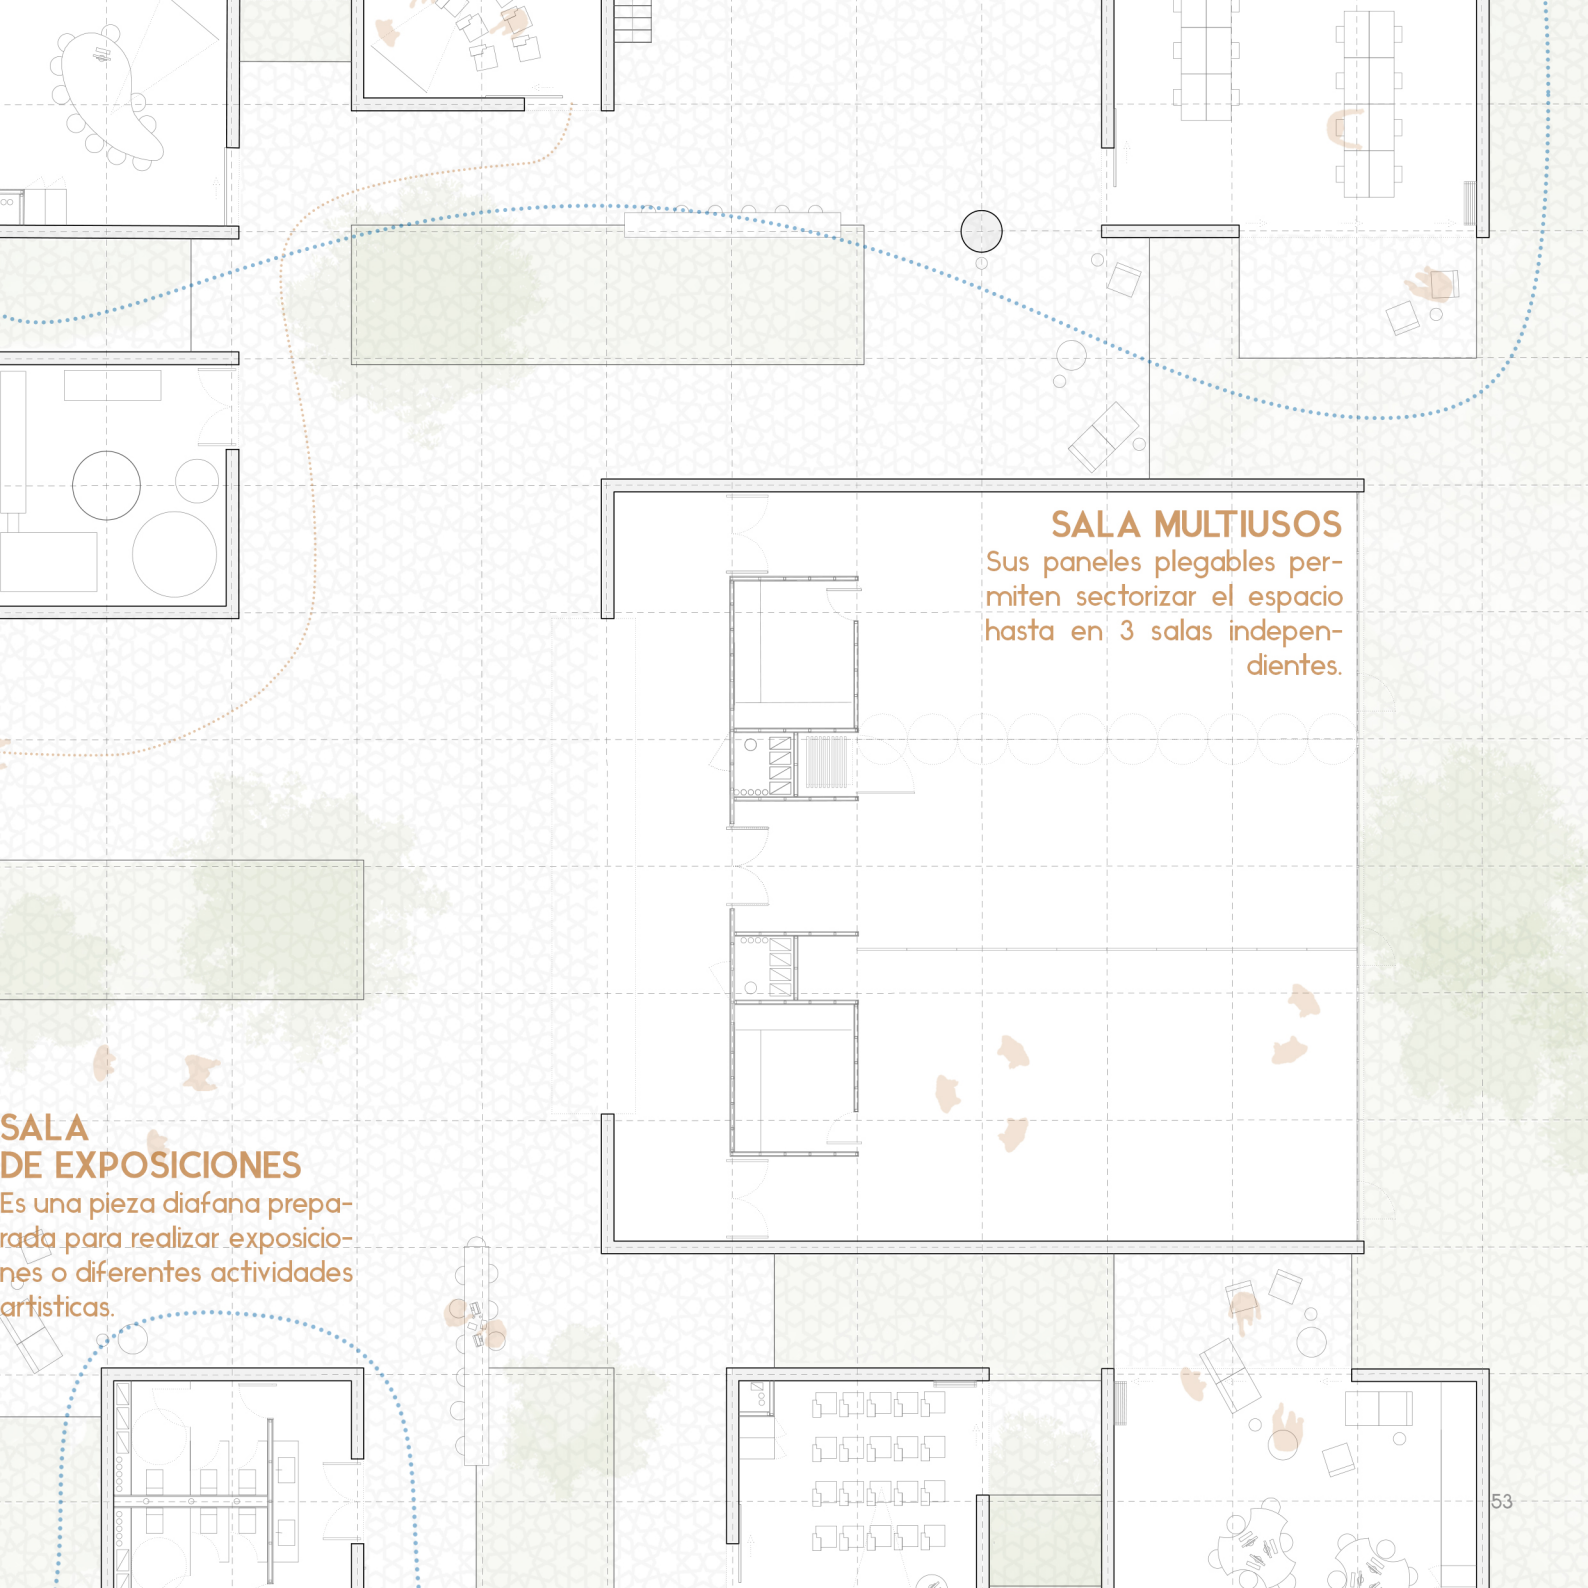 SALA MULTIUSOS
Sus paneles plegables per-
miten sectorizar el espacio
hasta en 3 salas indepen-
dientes.
SALA
DE EXPOSICIONES
Es una pieza diafana prepa-
rada para realizar exposicio-
nes o diferentes actividades
artisticas.
53